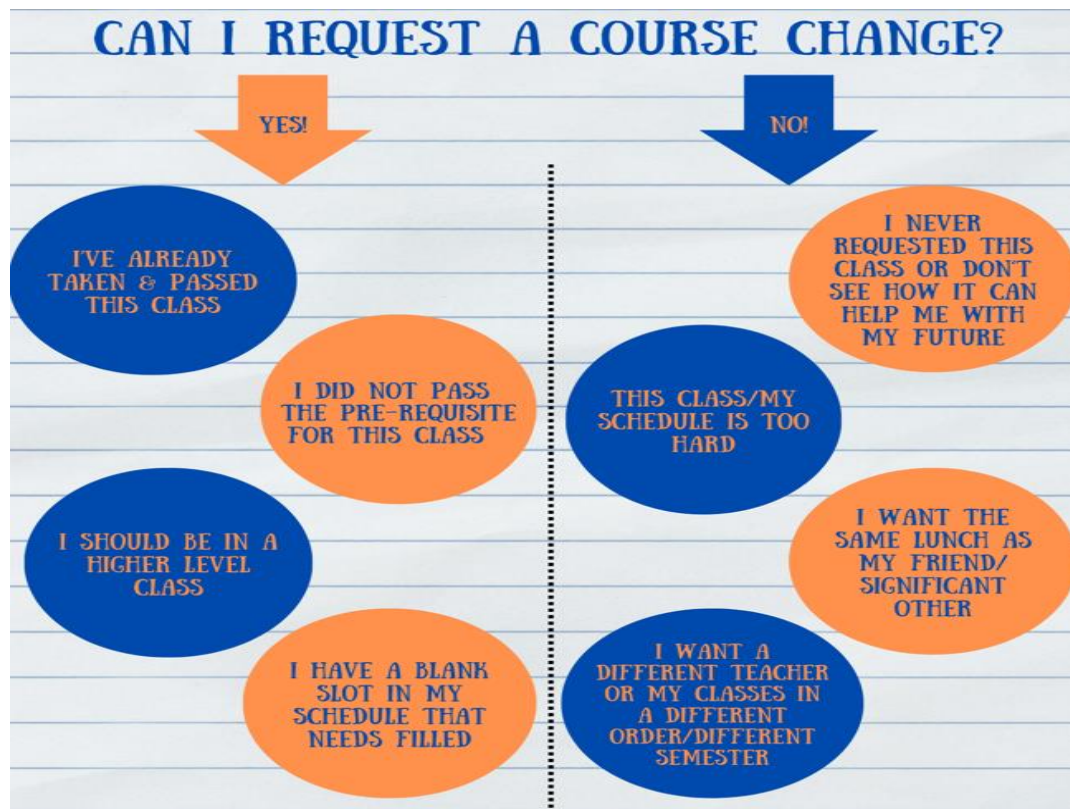 CAN I REQUEST A COURSE CHANGE?
YES!
I'VE ALREADY
TAKEN & PASSED
THIS CLASS
I DID NOT PASS
THE PRE-REQUISITE
FOR THIS CLASS
I SHOULD BE IN A
HIGHER LEVEL
CLASS
I HAVE A BLANK
SLOT IN MY
SCHEDULE THAT
NEEDS FILLED
NO!
I NEVER
REQUESTED THIS
CLASS OR DON'T
SEE HOW IT CAN
HELP ME WITH
MY FUTURE
THIS CLASS/MY
SCHEDULE IS TOO
HARD
I WANT THE
SAME LUNCH AS
MY FRIEND/
SIGNIFICANT
OTHER
I WANT A
DIFFERENT TEACHER
OR MY CLASSES IN
A DIFFERENT
ORDER/DIFFERENT
SEMESTER